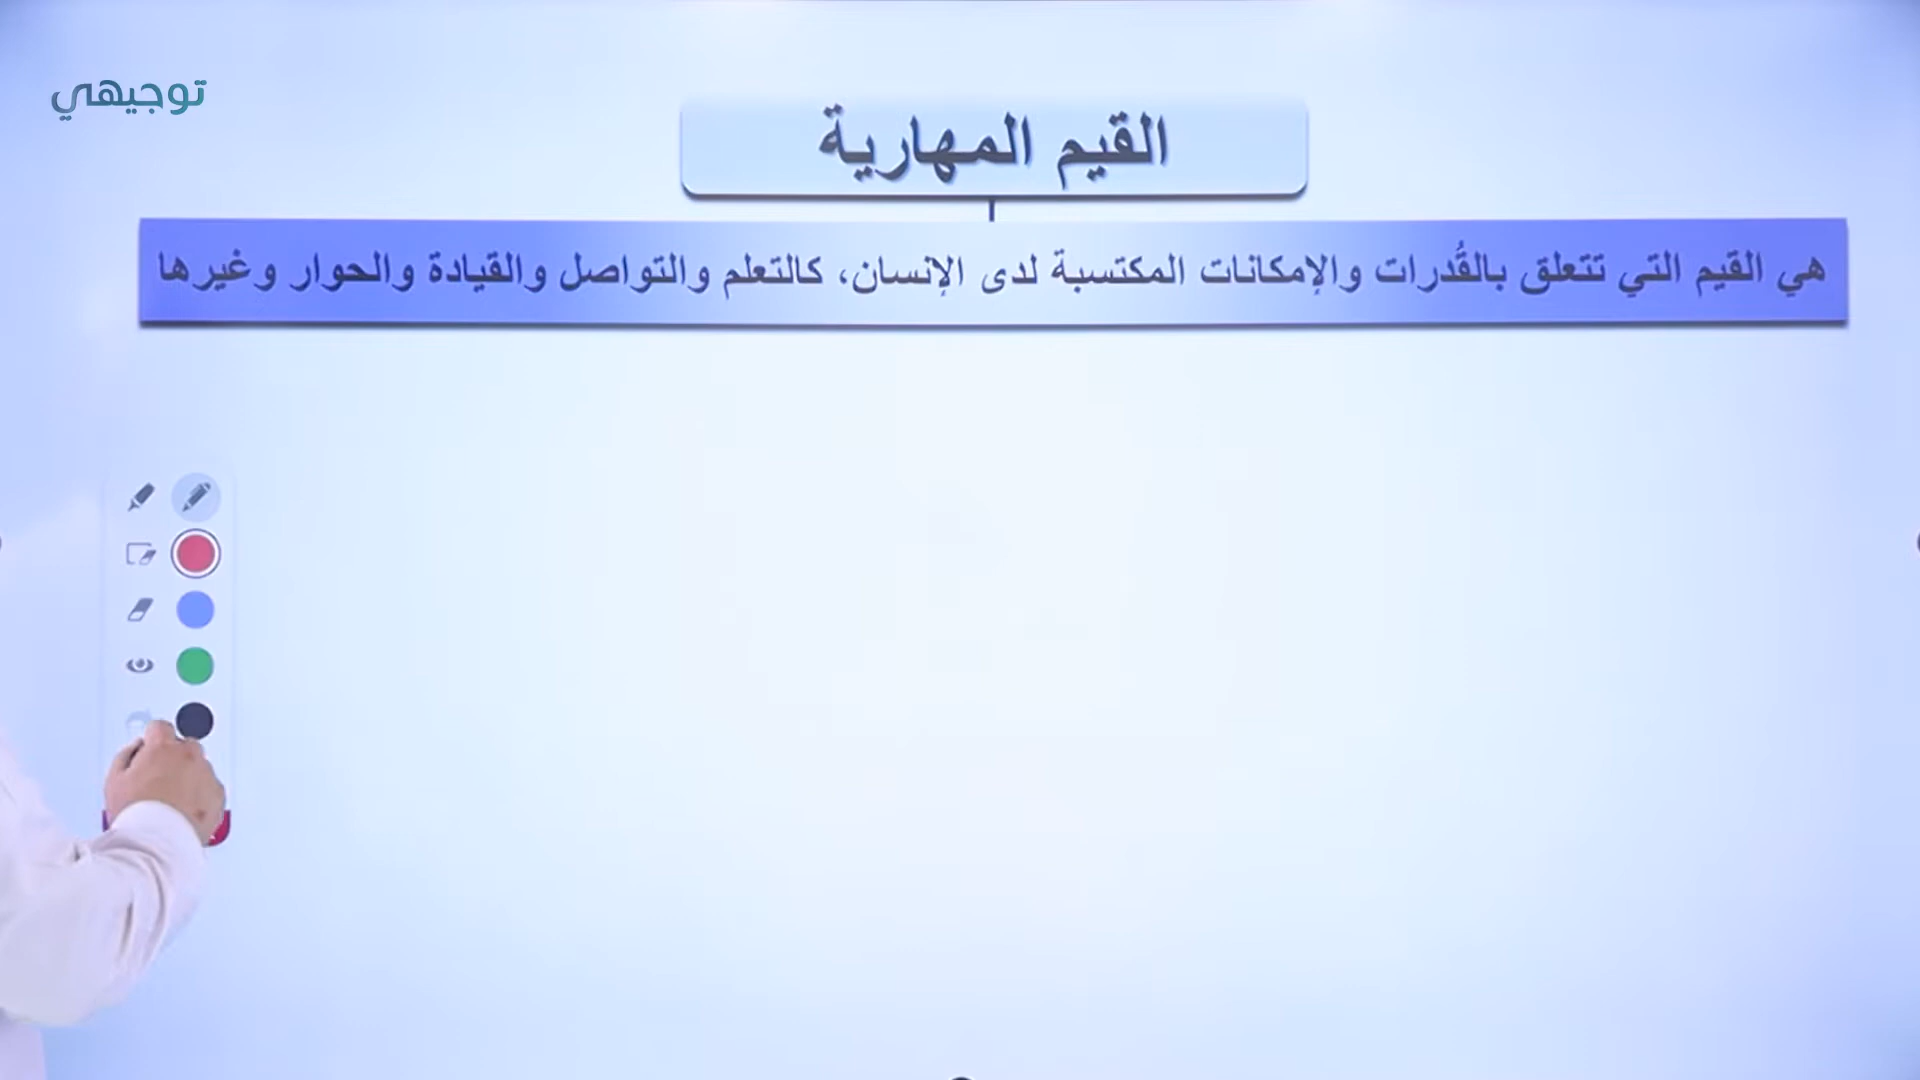 توجيهي
القيم المهارية
هي القيم التي تتعلق بالقُدرات والإمكانات المكتسبة لدى الإنسان، كالتعلم والتواصل والقيادة والحوار وغيرها